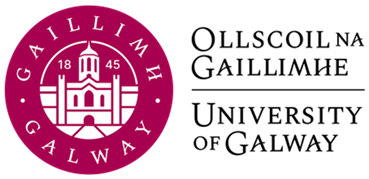 GAILLIMH
18 45
GALWAY
OLLSCOIL NA
GAILLIMHE
UNIVERSITY
OF GALWAY